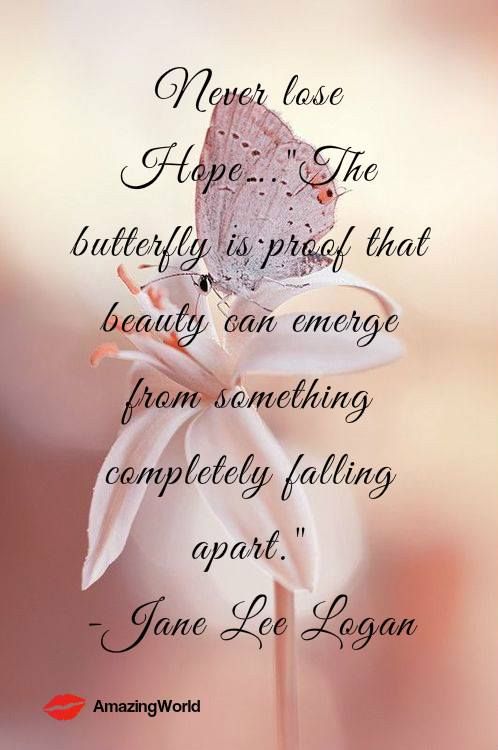 Never lose
Hope...."The
butterfly is proof that
beauty can emerge
from something
completely falling
apart."
-Jane Lee Logan
AmazingWorld